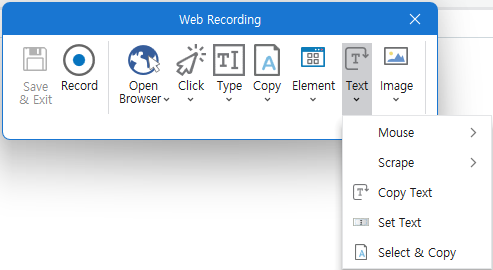 Web Recording
Save
& Exit
Record
Open
Browser
Click
Type
Copy
Element
Text
Image
Mouse
Scrape
Copy Text
Set Text
Select & Copy